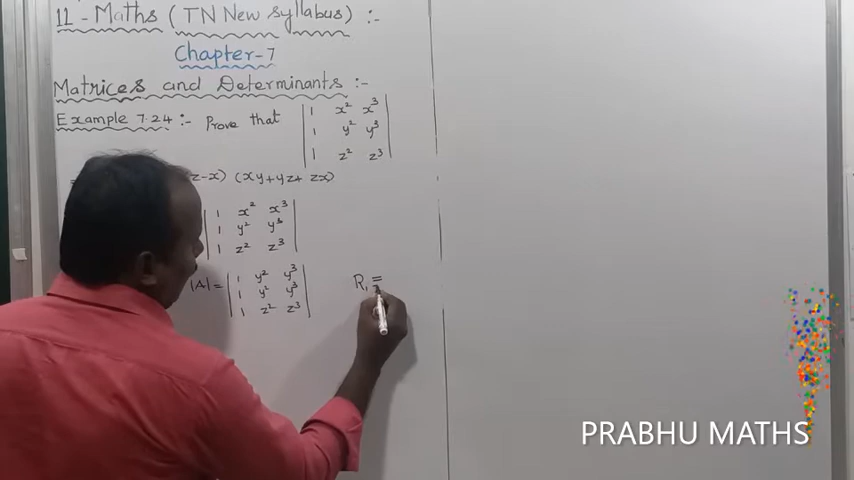 11 - Maths ( TN New syllabus) :-
Chapter-7
Matrices and Determinants :-
Example 7.24 :- prove that | 1 x² x³ |
| 1 y² y³ |
| 1 z² z³ |
z-x) (xy+yz+zx)
| 1 x² x³ |
| 1 y² y³ |
| 1 z² z³ |
|A| = | 1 y² y³ | R₁ =
| 1 y² y³ |
| 1 z² z³ |
PRABHU MATHS